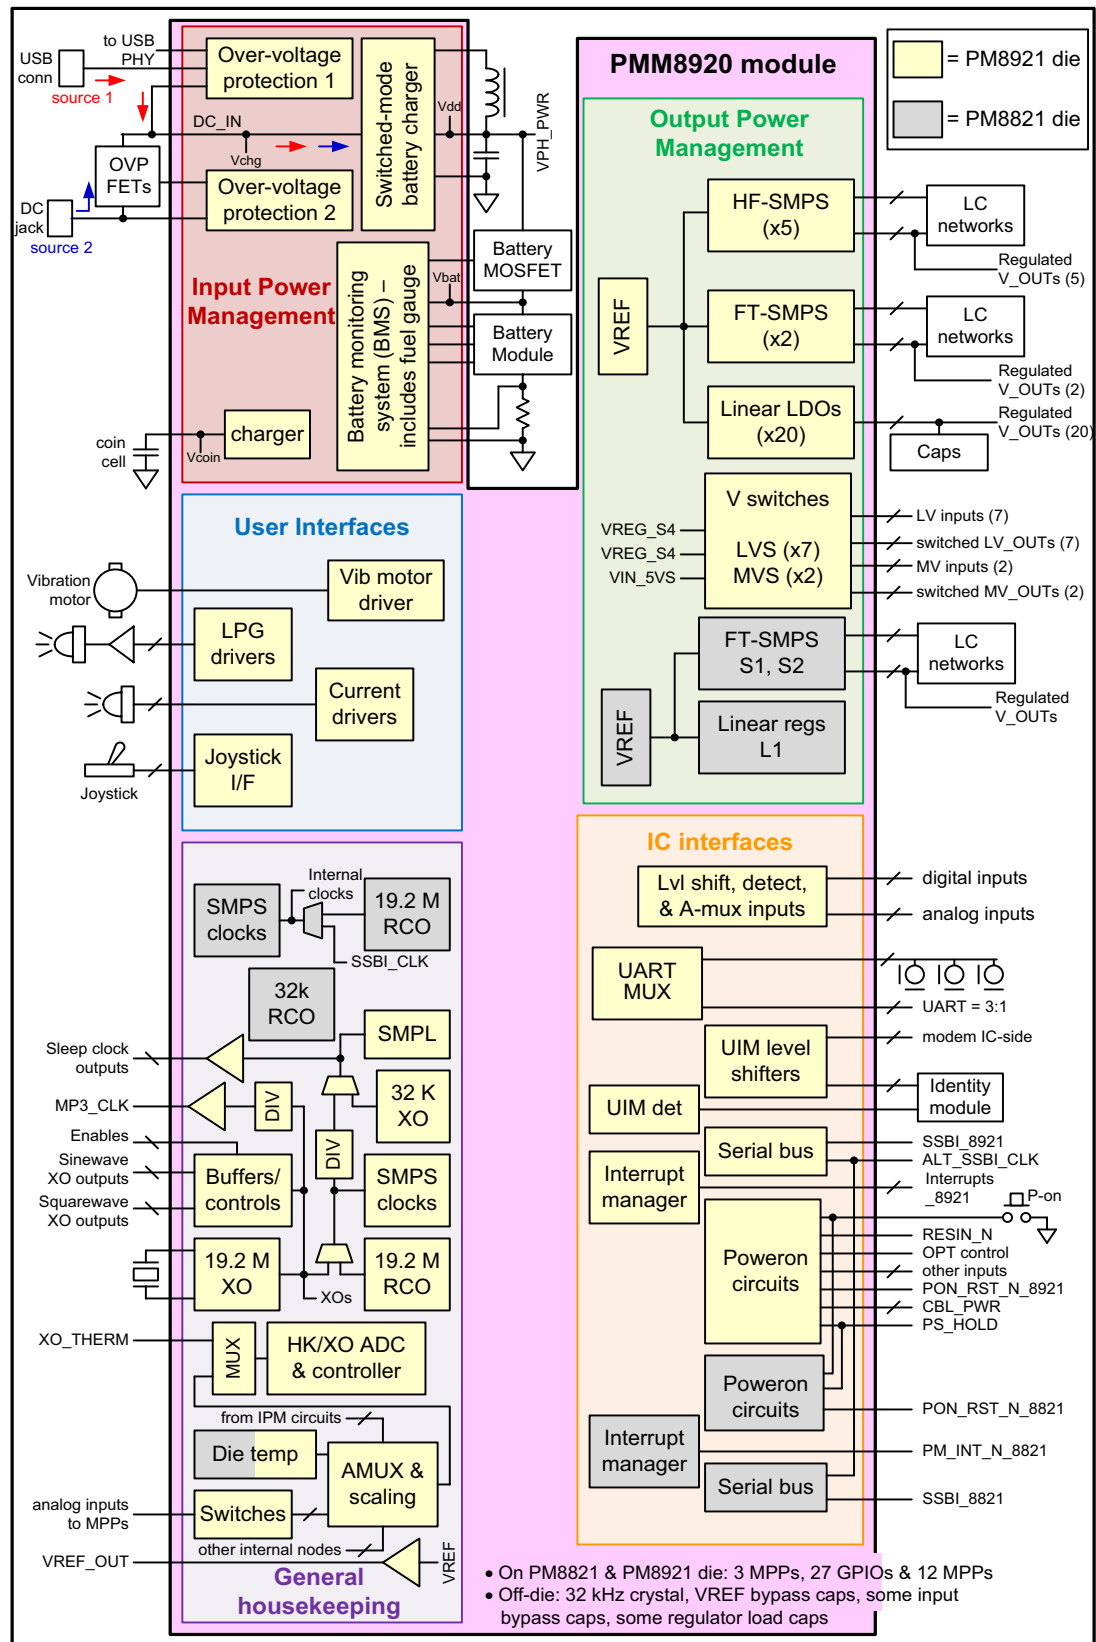 PMM8920 module
= PM8921 die
= PM8821 die
to USB
PHY
USB
conn
source 1
Over-voltage
protection 1
Switched-mode
battery charger
Vdd
VPH_PWR
DC_IN
Vchg
OVP
FETs
Over-voltage
protection 2
DC
jack
source 2
Input Power
Management
Battery monitoring
system (BMS) –
includes fuel gauge
Battery
MOSFET
Vbat
Battery
Module
charger
coin
cell
Vcoin
Output Power
Management
VREF
HF-SMPS
(x5)
LC
networks
Regulated
V_OUTs (5)
FT-SMPS
(x2)
LC
networks
Regulated
V_OUTs (2)
Linear LDOs
(x20)
Regulated
V_OUTs (20)
Caps
V switches
LVS (x7)
MVS (x2)
VREG_S4
VREG_S4
VIN_5VS
LV inputs (7)
switched LV_OUTs (7)
MV inputs (2)
switched MV_OUTs (2)
FT-SMPS
S1, S2
LC
networks
Regulated
V_OUTs
VREF
Linear regs
L1
User Interfaces
Vibration
motor
Vib motor
driver
LPG
drivers
Current
drivers
Joystick
I/F
Joystick
IC interfaces
Lvl shift, detect,
& A-mux inputs
digital inputs
analog inputs
UART
MUX
UART = 3:1
UIM level
shifters
modem IC-side
Identity
module
UIM det
Serial bus
SSBI_8921
ALT_SSBI_CLK
Interrupt
manager
Interrupts
_8921
P-on
Poweron
circuits
RESIN_N
OPT control
other inputs
PON_RST_N_8921
CBL_PWR
PS_HOLD
Poweron
circuits
PON_RST_N_8821
Interrupt
manager
PM_INT_N_8821
Serial bus
SSBI_8821
SMPS
clocks
Internal
clocks
19.2 M
RCO
SSBI_CLK
32k
RCO
SMPL
Sleep clock
outputs
32 K
XO
MP3_CLK
DIV
DIV
Enables
Sinewave
XO outputs
Squarewave
XO outputs
Buffers/
controls
SMPS
clocks
19.2 M
XO
19.2 M
RCO
XOs
XO_THERM
MUX
HK/XO ADC
& controller
from IPM circuits
Die temp
AMUX &
scaling
analog inputs
to MPPs
Switches
other internal nodes
VREF_OUT
VREF
General
housekeeping
• On PM8821 & PM8921 die: 3 MPPs, 27 GPIOs & 12 MPPs
• Off-die: 32 kHz crystal, VREF bypass caps, some input
bypass caps, some regulator load caps